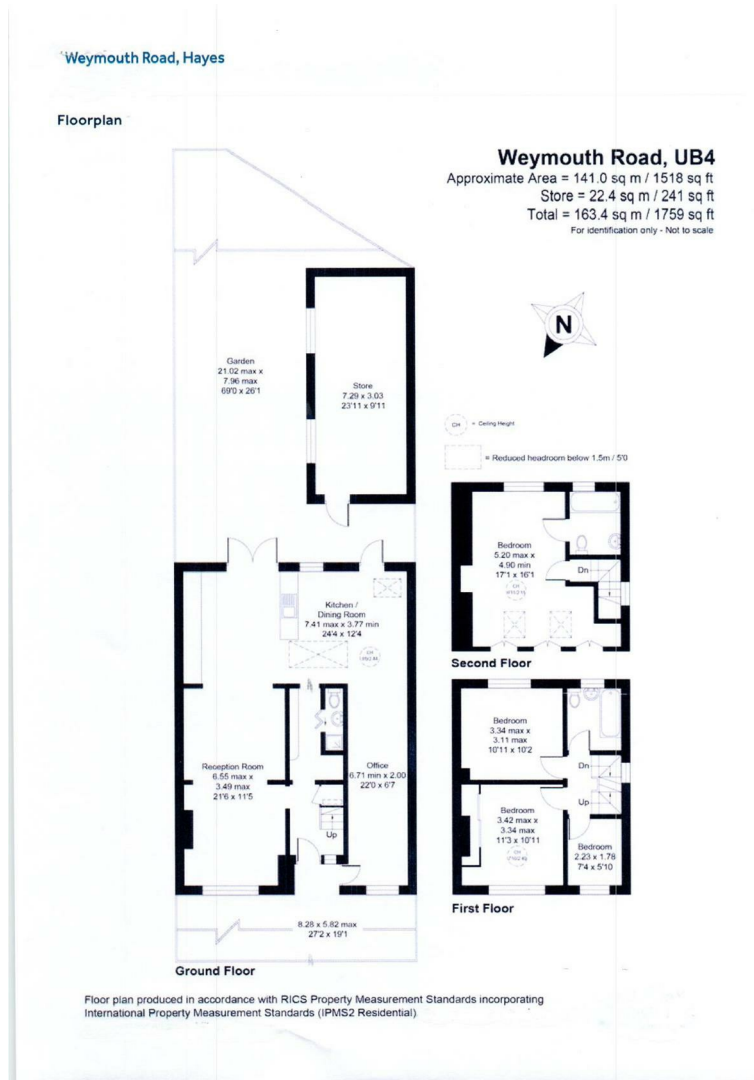 Weymouth Road, Hayes
Floorplan
Weymouth Road, UB4
Approximate Area = 141.0 sq m / 1518 sq ft
Store = 22.4 sq m / 241 sq ft
Total = 163.4 sq m / 1759 sq ft
For identification only - Not to scale
N
Garden
21.02 max x
7.96 max
69'0 x 26'1
Store
7.29 x 3.03
23'11 x 9'11
CH = Ceiling Height
= Reduced headroom below 1.5m / 5'0
Kitchen /
Dining Room
7.41 max x 3.77 min
24'4 x 12'4
CH
Reception Room
6.55 max x
3.49 max
21'6 x 11'5
Office
6.71 min x 2.00
22'0 x 6'7
Up
8.28 x 5.82 max
27'2 x 19'1
Ground Floor
Bedroom
5.20 max x
4.90 min
17'1 x 16'1
CH
Dn
Second Floor
Bedroom
3.34 max x
3.11 max
10'11 x 10'2
Dn
Up
Bedroom
3.42 max x
3.34 max
11'3 x 10'11
CH
Bedroom
2.23 x 1.78
7'4 x 5'10
First Floor
Floor plan produced in accordance with RICS Property Measurement Standards incorporating
International Property Measurement Standards (IPMS2 Residential)